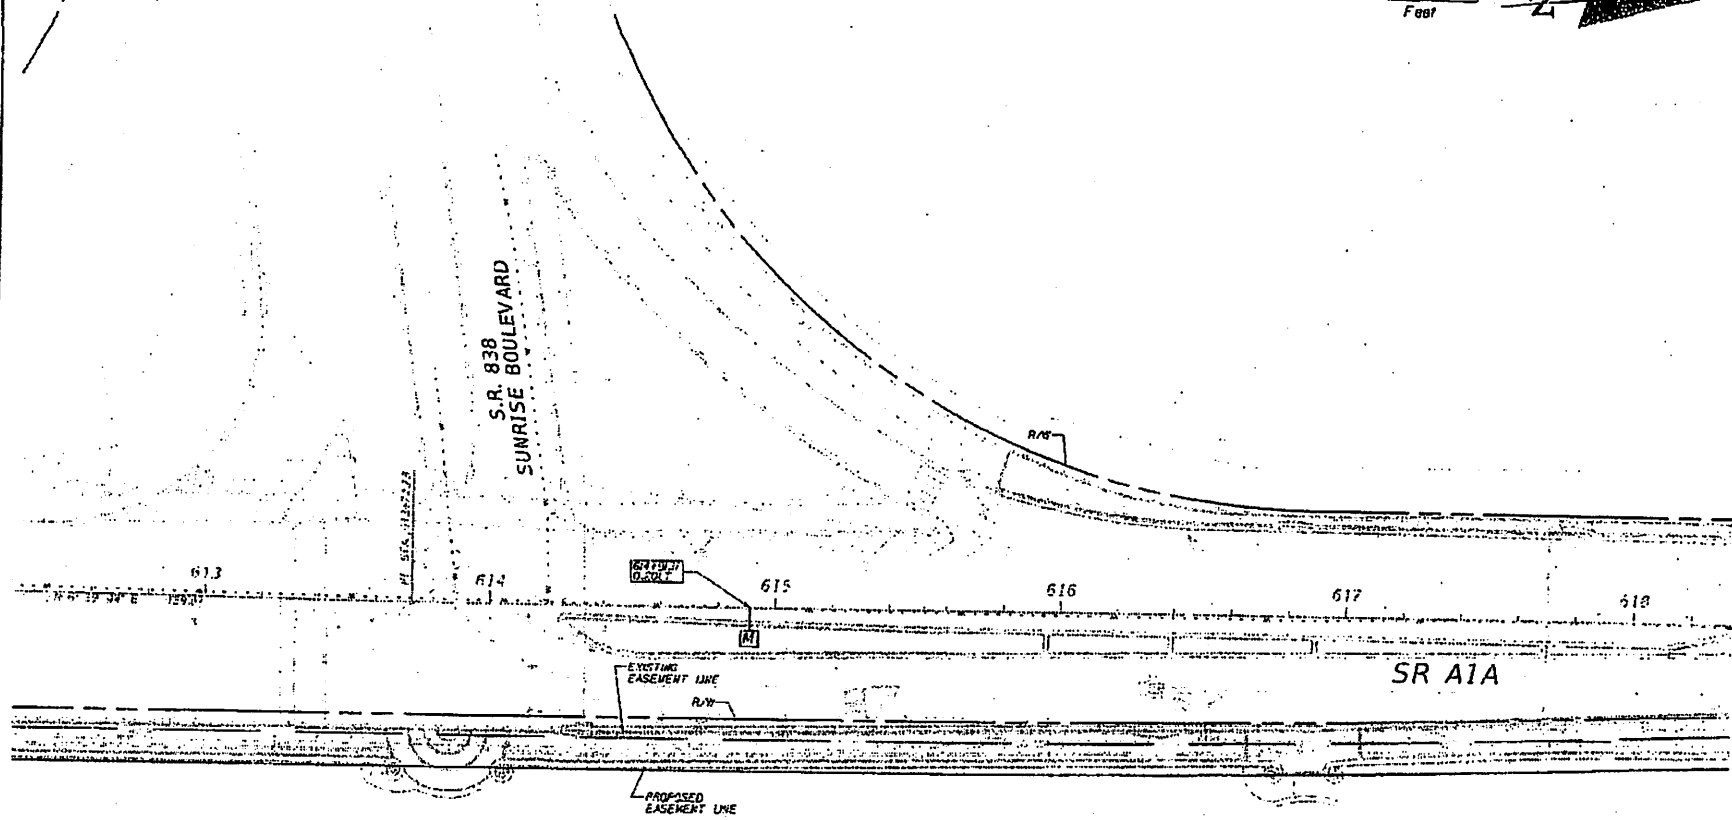 Feet
S.R. 838
SUNRISE BOULEVARD
R/W
613
614
615
616
617
618
M
SR A1A
EXISTING
EASEMENT LINE
R/W
PROPOSED
EASEMENT LINE